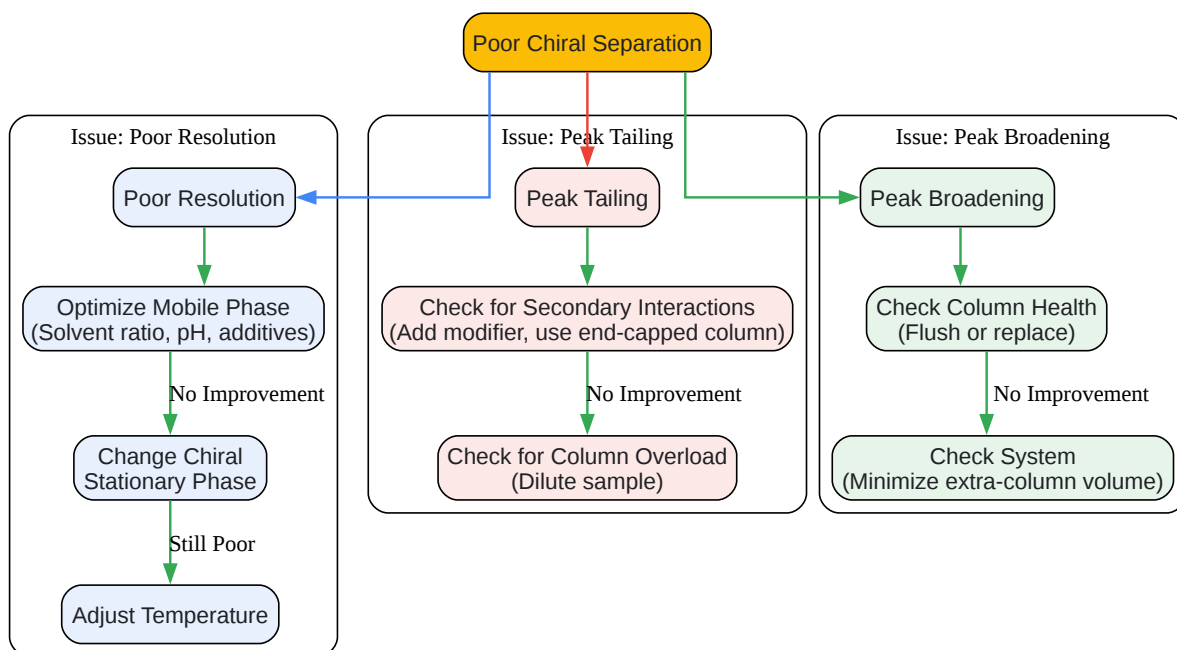 Poor Chiral Separation
Issue: Poor Resolution
Poor Resolution
Optimize Mobile Phase
(Solvent ratio, pH, additives)
No Improvement
Change Chiral
Stationary Phase
Still Poor
Adjust Temperature
Issue: Peak Tailing
Peak Tailing
Check for Secondary Interactions
(Add modifier, use end-capped column)
No Improvement
Check for Column Overload
(Dilute sample)
Issue: Peak Broadening
Peak Broadening
Check Column Health
(Flush or replace)
No Improvement
Check System
(Minimize extra-column volume)